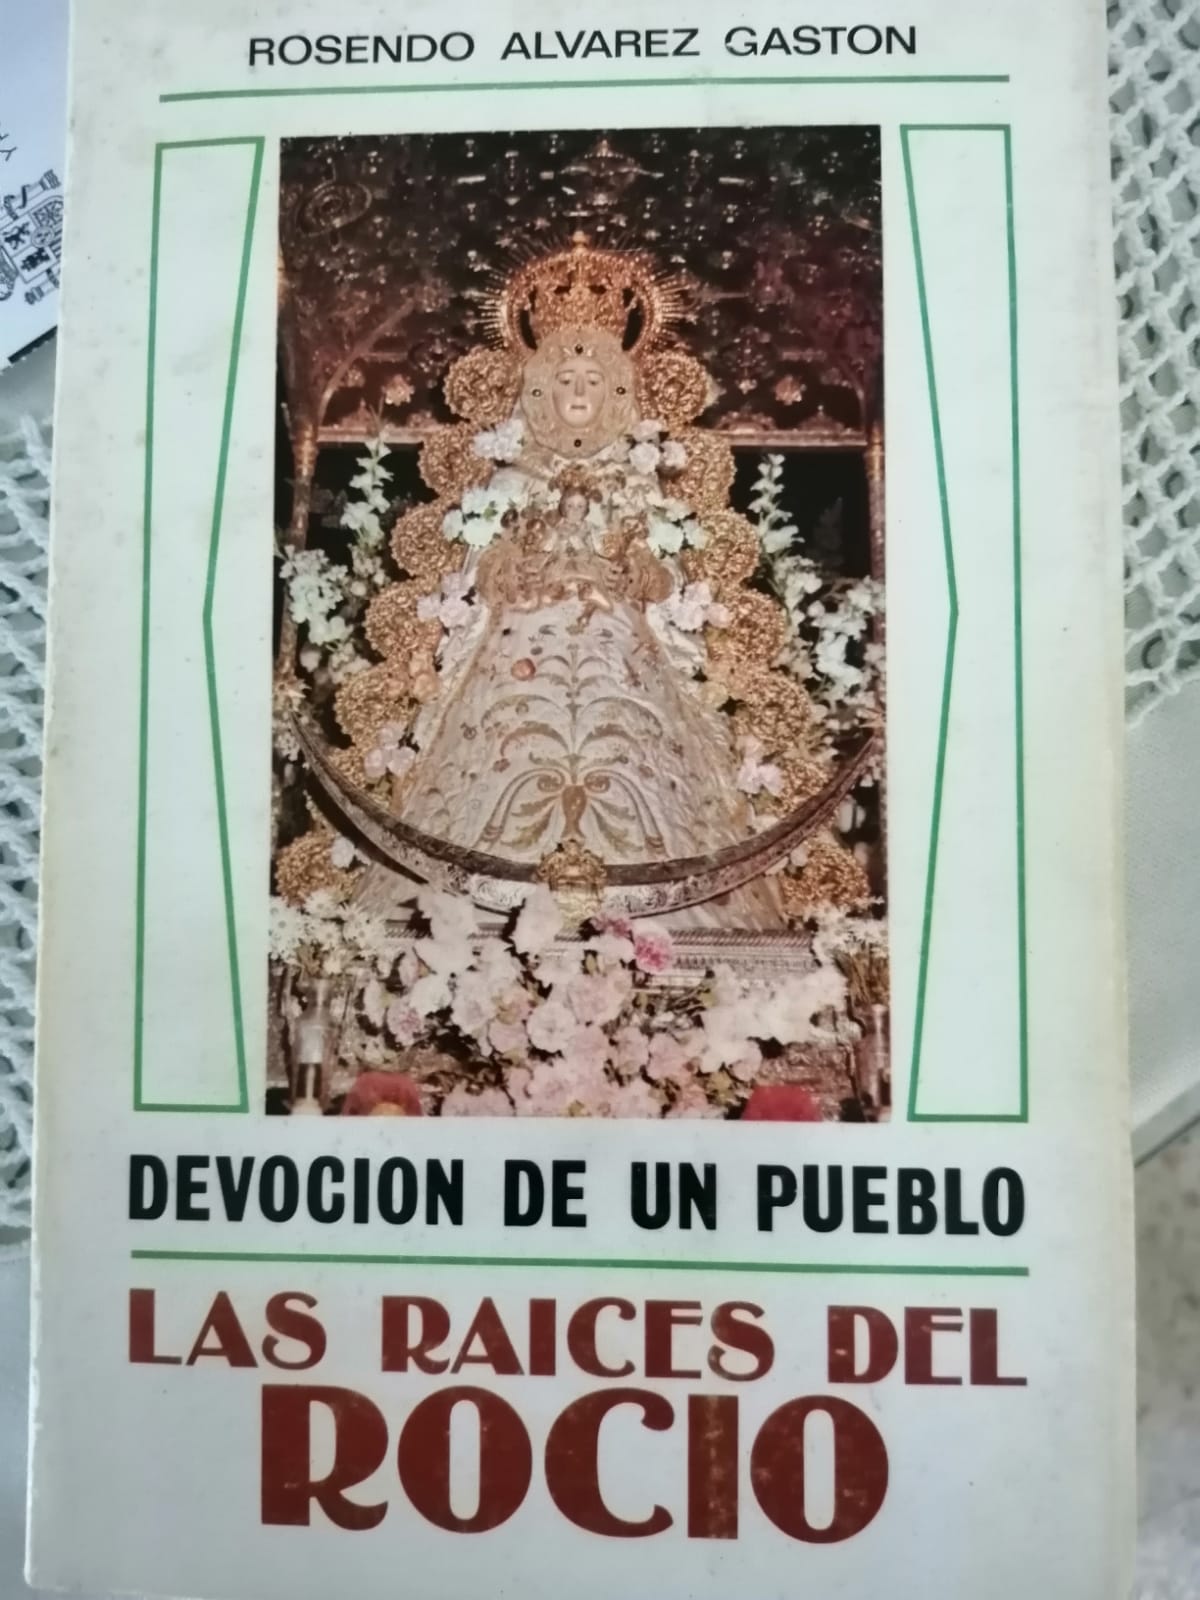 ROSENDO ALVAREZ GASTON
DEVOCION DE UN PUEBLO
LAS RAICES DEL
ROCIO